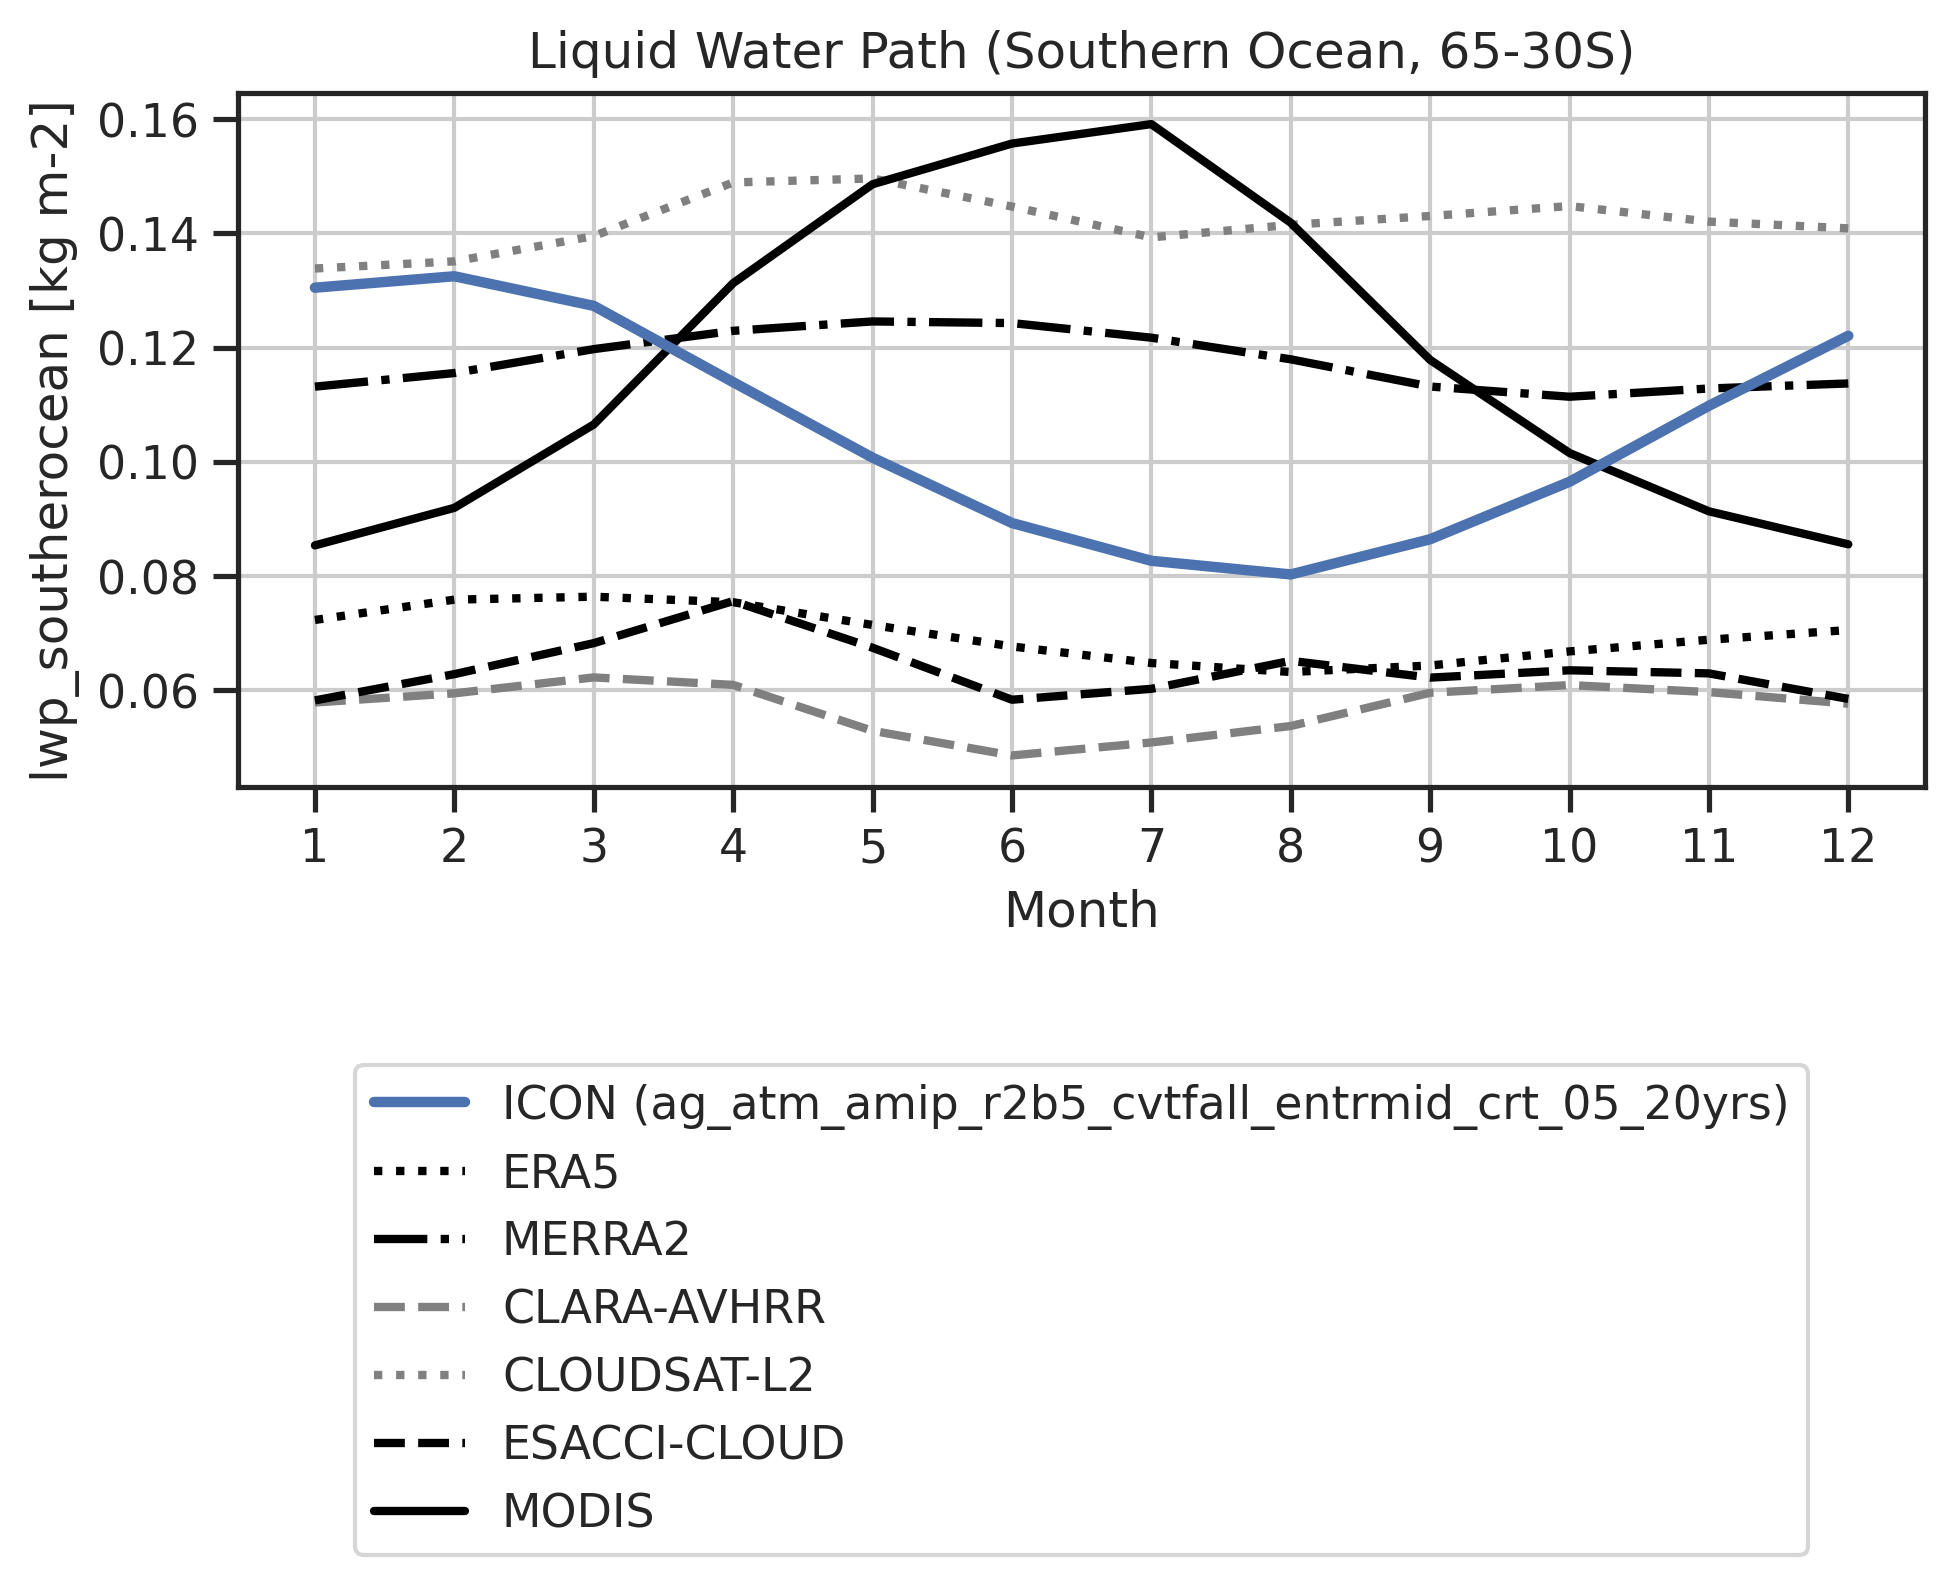 Liquid Water Path (Southern Ocean, 65-30S)
lwp_southerocean [kg m-2]
0.16
0.14
0.12
0.10
0.08
0.06
1 2 3 4 5 6 7 8 9 10 11 12
Month
ICON (ag_atm_amip_r2b5_cvtfall_entrmid_crt_05_20yrs)
ERA5
MERRA2
CLARA-AVHRR
CLOUDSAT-L2
ESACCI-CLOUD
MODIS